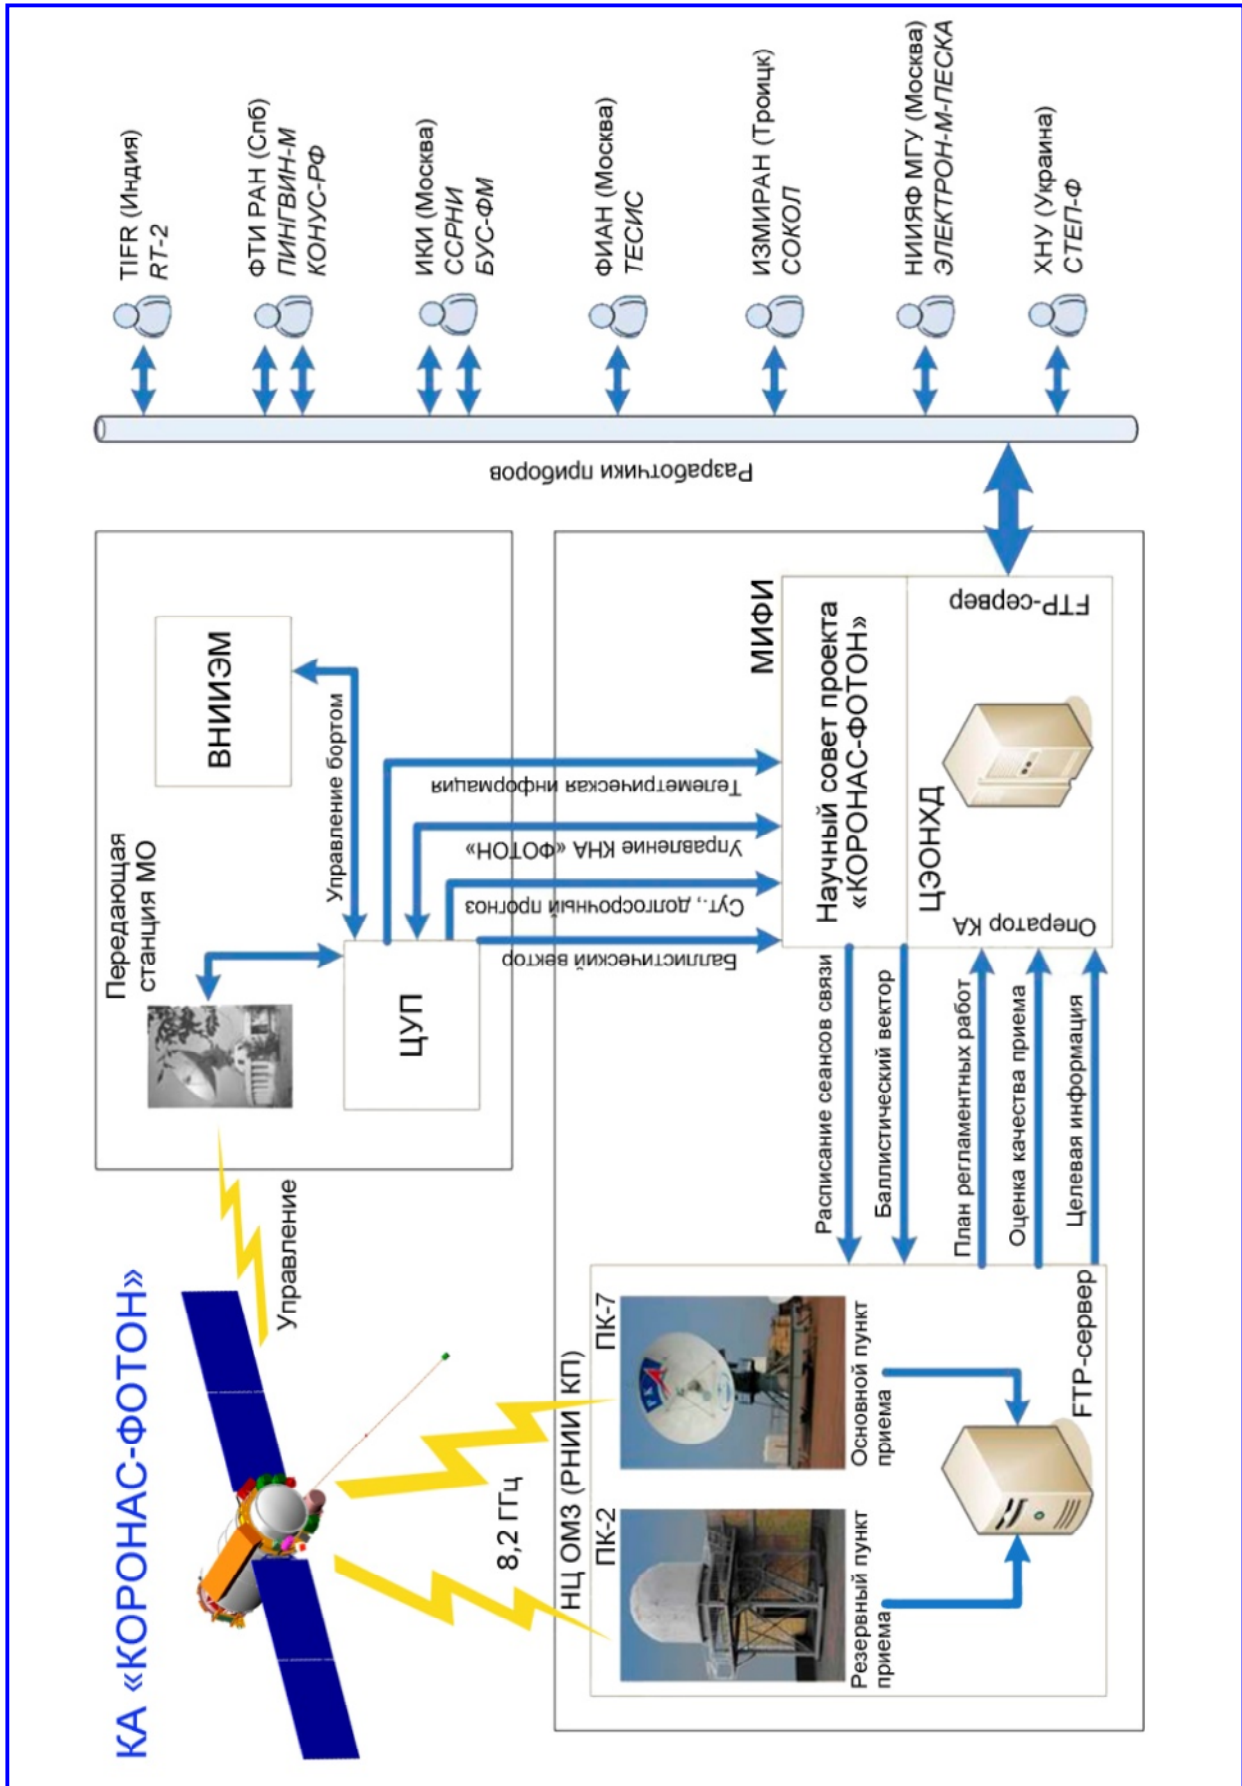 КА «КОРОНАС-ФОТОН»
Управление
8,2 ГГц
Передающая
станция МО
ВНИИЭМ
Управление бортом
ЦУП
Телеметрическая информация
Управление КНА «ФОТОН»
Сут., долгосрочный прогноз
Баллистический вектор
НЦ ОМЗ (РНИИ КП)
ПК-2
ПК-7
Резервный пункт
приема
Основной пункт
приема
FTP-сервер
Расписание сеансов связи
Баллистический вектор
План регламентных работ
Оценка качества приема
Целевая информация
МИФИ
Научный совет проекта
«КОРОНАС-ФОТОН»
ЦЭОНХД
Оператор КА
FTP-сервер
Разработчики приборов
TIFR (Индия)
RT-2
ФТИ РАН (Спб)
ПИНГВИН-М
КОНУС-РФ
ИКИ (Москва)
ССРНИ
БУС-ФМ
ФИАН (Москва)
ТЕСИС
ИЗМИРАН (Троицк)
СОКОЛ
НИИЯФ МГУ (Москва)
ЭЛЕКТРОН-М-ПЕСКА
ХНУ (Украина)
СТЕП-Ф